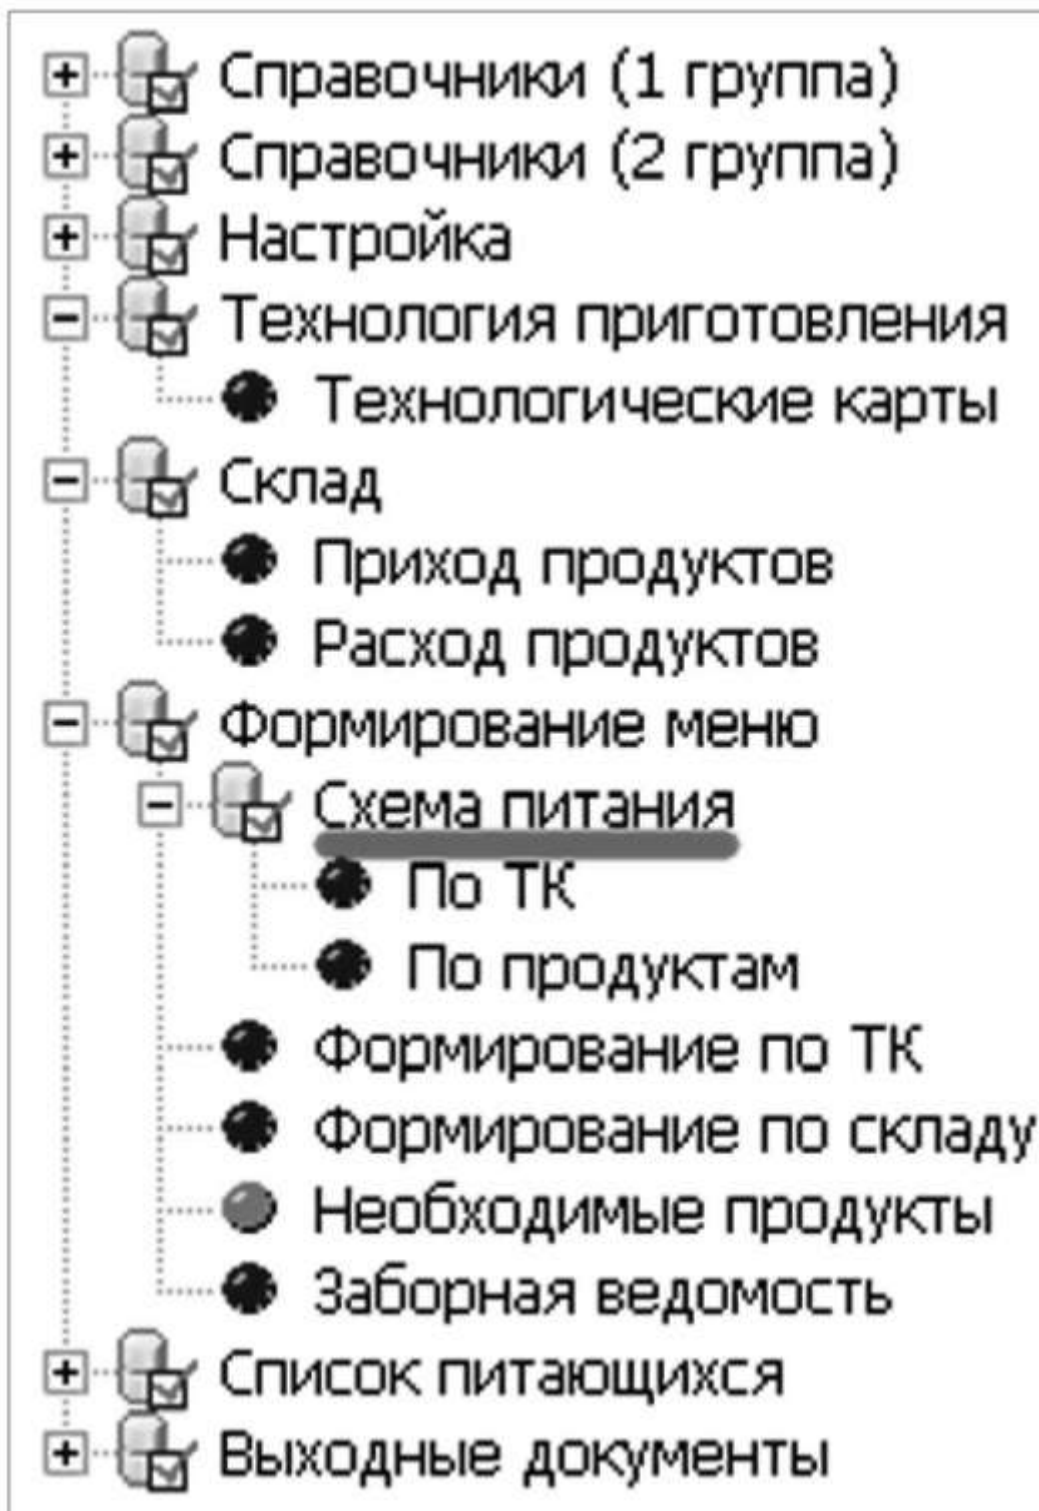 Справочники (1 группа)
Справочники (2 группа)
Настройка
Технология приготовления
Технологические карты
Склад
Приход продуктов
Расход продуктов
Формирование меню
Схема питания
По ТК
По продуктам
Формирование по ТК
Формирование по складу
Необходимые продукты
Заборная ведомость
Список питающихся
Выходные документы